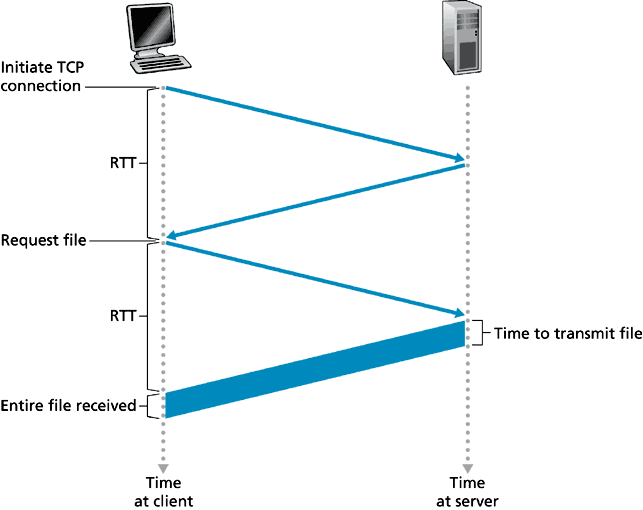 Initiate TCP
connection
RTT
Request file
RTT
Time to transmit file
Entire file received
Time
at client
Time
at server